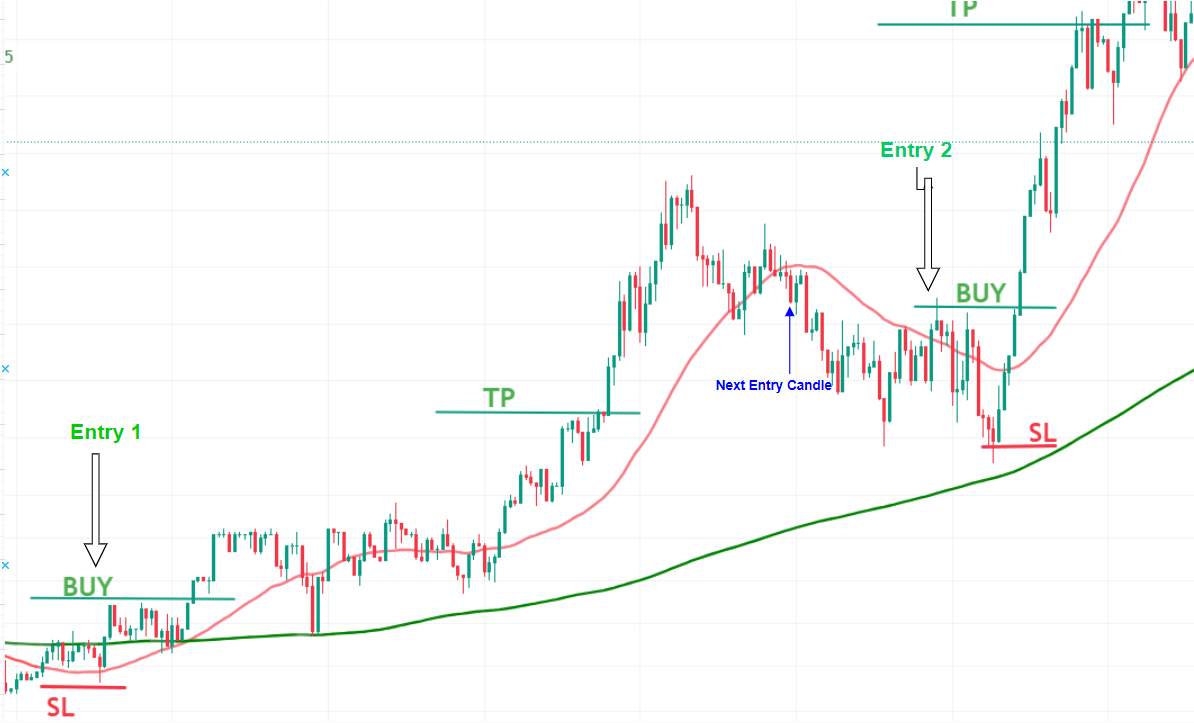 TP
5
Entry 2
BUY
Next Entry Candle
TP
Entry 1
SL
BUY
SL